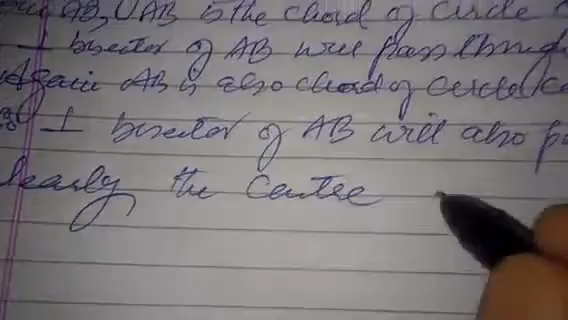 AB, AB is the chord of circle
⊥ bisector of AB will pass through
Again AB is also chord of circle
⊥ bisector of AB will also
Clearly the centre